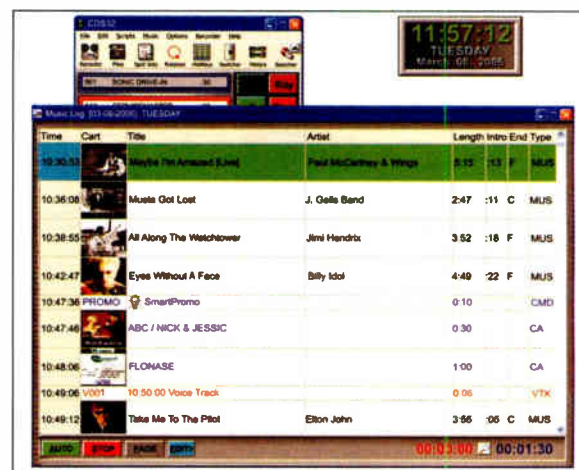 CDS32
File Edit Scripts Music Options Recorder Help
11:57:12
TUESDAY
March 08, 2005
SONIC DRIVE-IN 30
Play
Music Log [03-08-2005] TUESDAY
Time Cart Title Artist Length Intro End Type
10:30:53 Maybe I'm Amazed [Live] Paul McCartney & Wings 5:15 :13 F MUS
10:36:08 Musta Got Lost J. Geils Band 2:47 :11 C MUS
10:38:55 All Along The Watchtower Jimi Hendrix 3:52 :18 F MUS
10:42:47 Eyes Without A Face Billy Idol 4:49 :22 F MUS
10:47:36 PROMO SmartPromo 0:10 CMD
10:47:46 ABC / NICK & JESSIC 0:30 CA
10:48:06 FLONASE 1:00 CA
10:49:06 V001 10:50:00 Voice Track 0:06 VTK
10:49:12 Take Me To The Pilot Elton John 3:56 :05 C MUS
AUTO STOP FADE EDIT 00:03:00 00:01:30